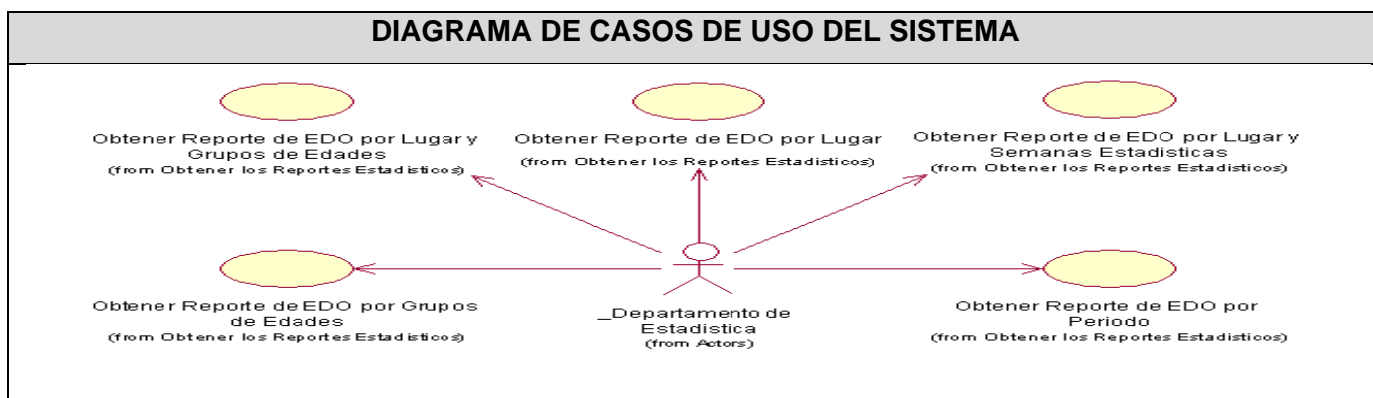 DIAGRAMA DE CASOS DE USO DEL SISTEMA
Obtener Reporte de EDO por Lugar y
Grupos de Edades
(from Obtener los Reportes Estadisticos)
Obtener Reporte de EDO por Lugar
(from Obtener los Reportes Estadisticos)
Obtener Reporte de EDO por Lugar y
Semanas Estadisticas
(from Obtener los Reportes Estadisticos)
Obtener Reporte de EDO por Grupos
de Edades
(from Obtener los Reportes Estadisticos)
_Departamento de
Estadistica
(from Actors)
Obtener Reporte de EDO por
Periodo
(from Obtener los Reportes Estadisticos)